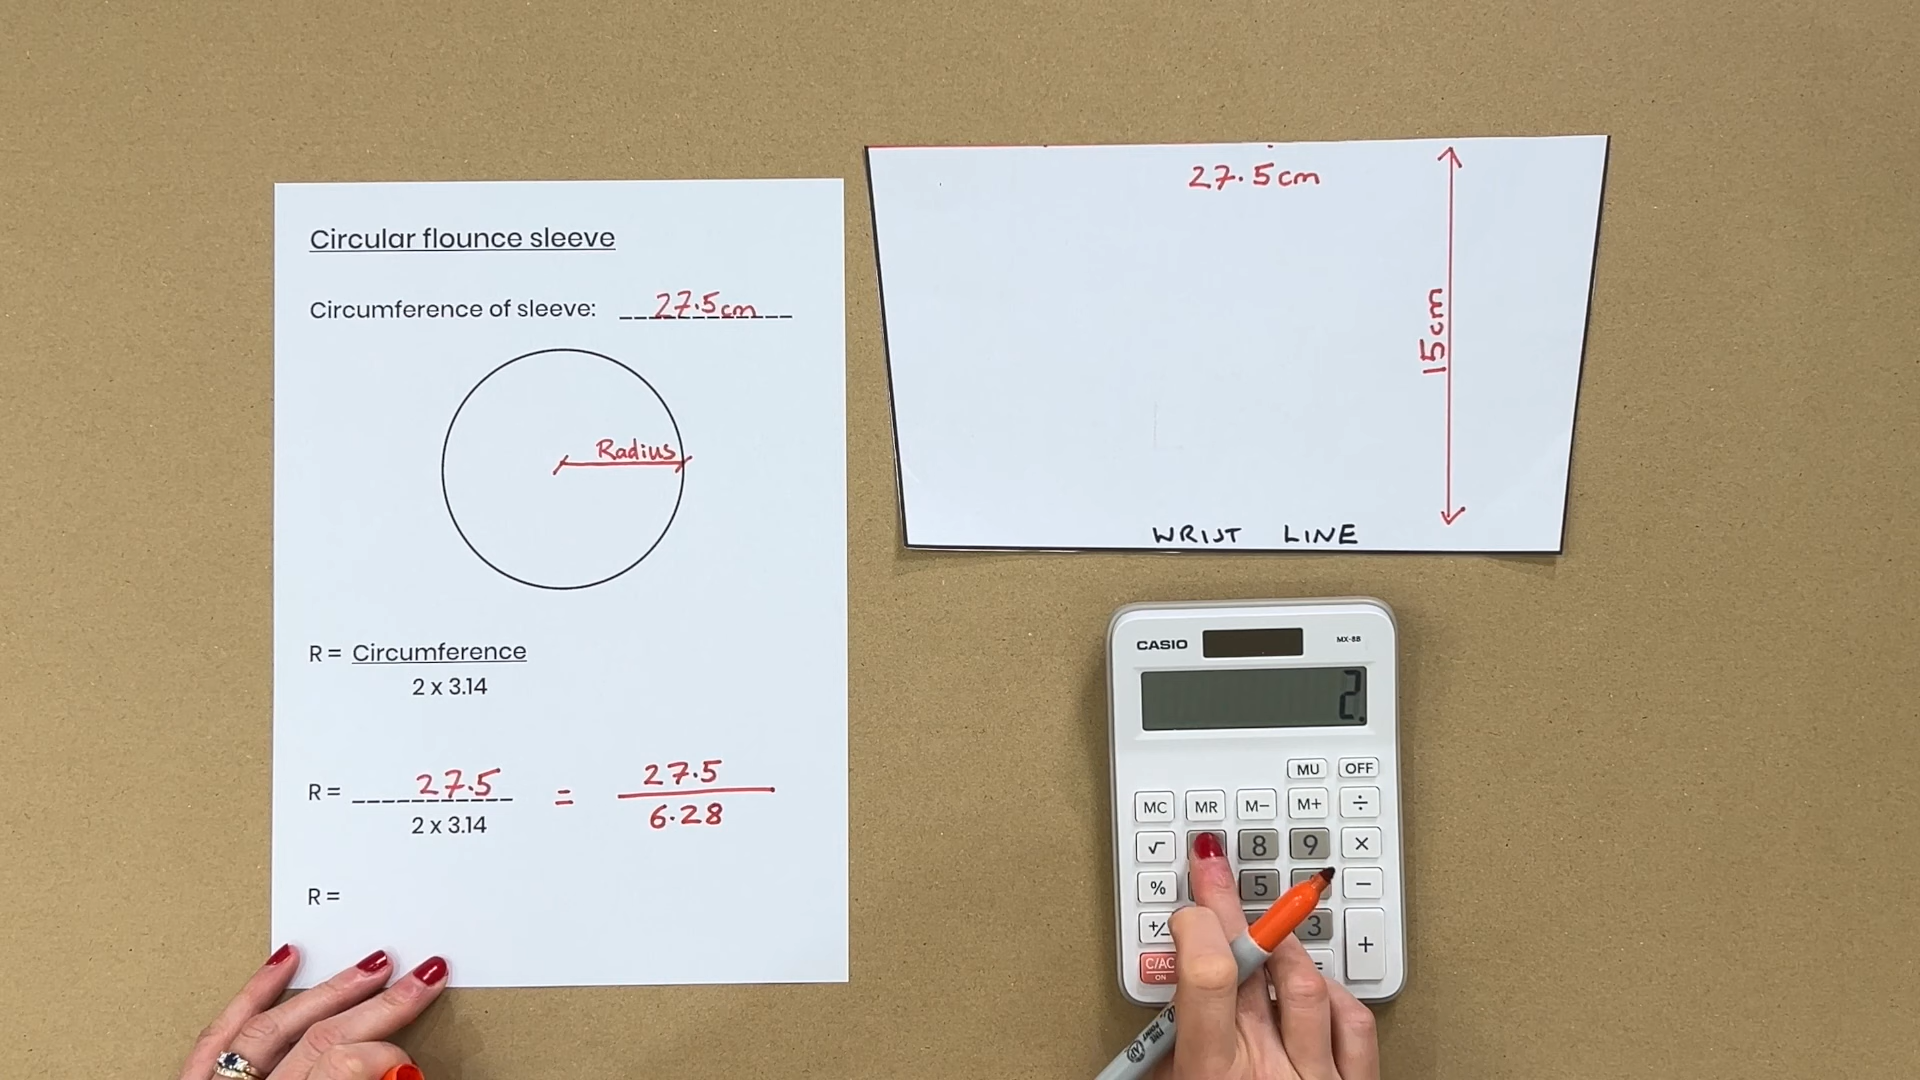 Circular flounce sleeve
Circumference of sleeve: 27.5cm
Radius
R = Circumference
2 x 3.14
R = 27.5 = 27.5
2 x 3.14 6.28
R =
27.5cm
15cm
WRIST LINE
CASIO MX-8B
2.
MU OFF
MC MR M− M+ ÷
√ 8 9 ×
% 5 −
+/− 3 +
C/AC =
ON
FINE
POINT